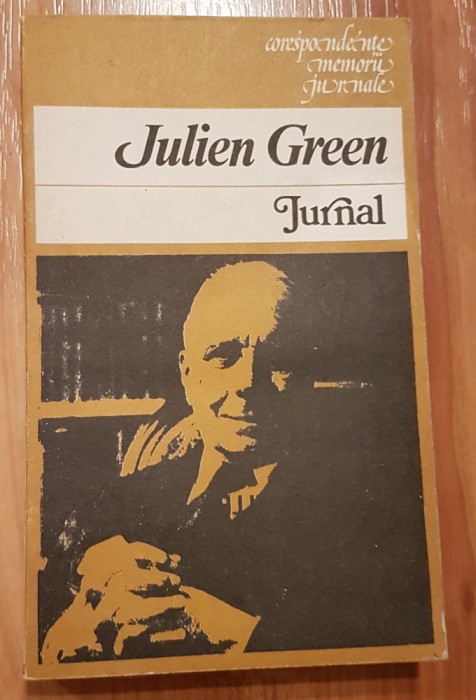 corespondențe
memorii
jurnale
Julien Green
Jurnal